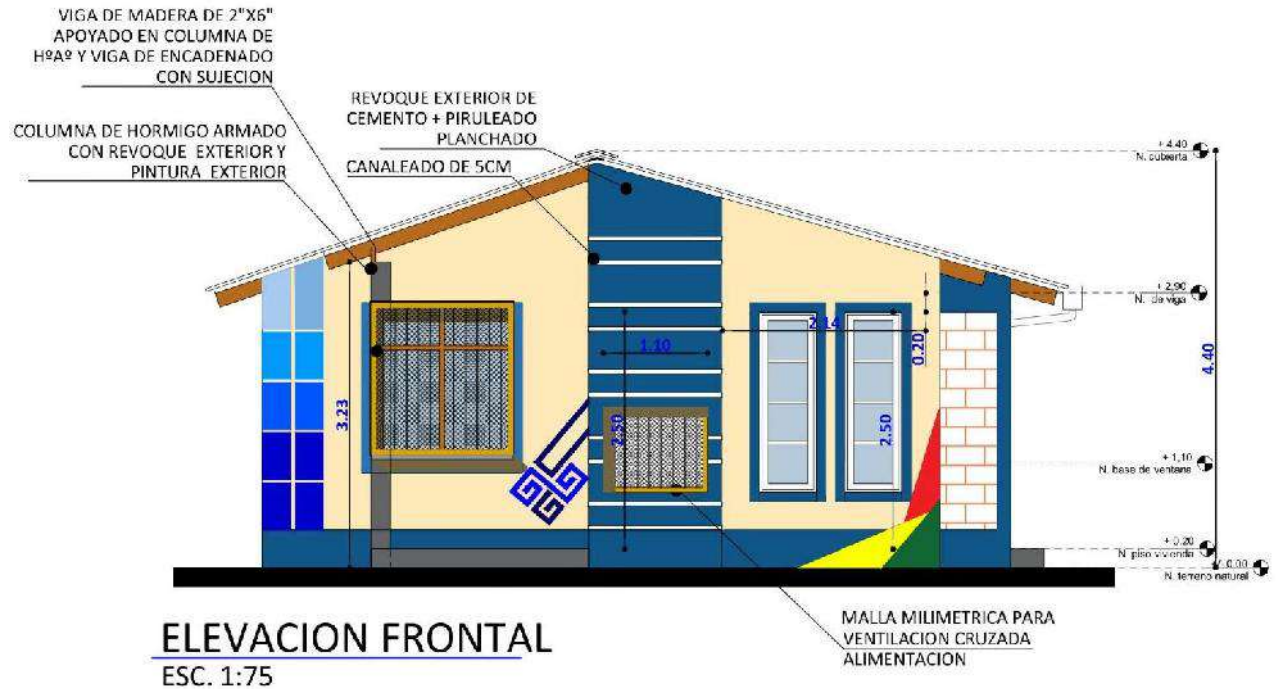 VIGA DE MADERA DE 2"X6"
APOYADO EN COLUMNA DE
HºAº Y VIGA DE ENCADENADO
CON SUJECION
COLUMNA DE HORMIGO ARMADO
CON REVOQUE EXTERIOR Y
PINTURA EXTERIOR
REVOQUE EXTERIOR DE
CEMENTO + PIRULEADO
PLANCHADO
CANALEADO DE 5CM
+ 4,40
N. cubierta
+ 2,90
N. de viga
2.14
1.10
0.20
4.40
3.23
2.50
2.50
+ 1,10
N. base de ventana
+ 0,20
N. piso vivienda
0,00
N. terreno natural
MALLA MILIMETRICA PARA
VENTILACION CRUZADA
ALIMENTACION
ELEVACION FRONTAL
ESC. 1:75